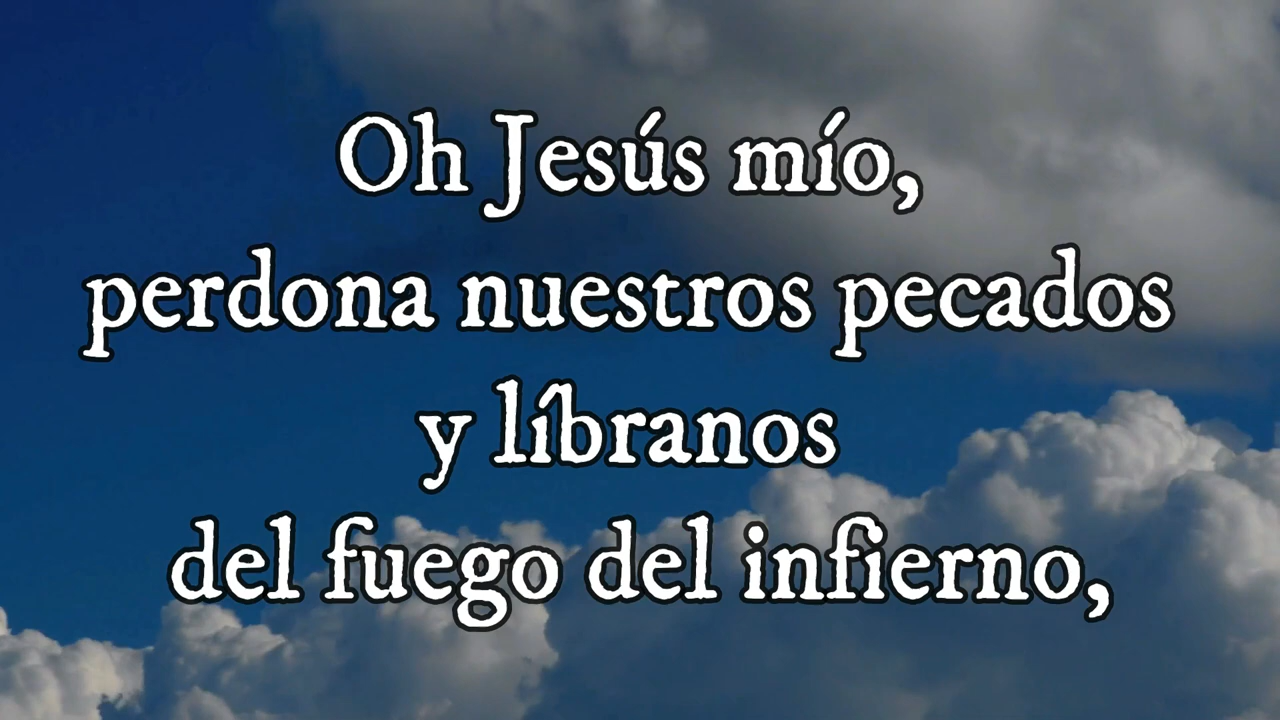 Oh Jesús mío,
perdona nuestros pecados
y líbranos
del fuego del infierno,